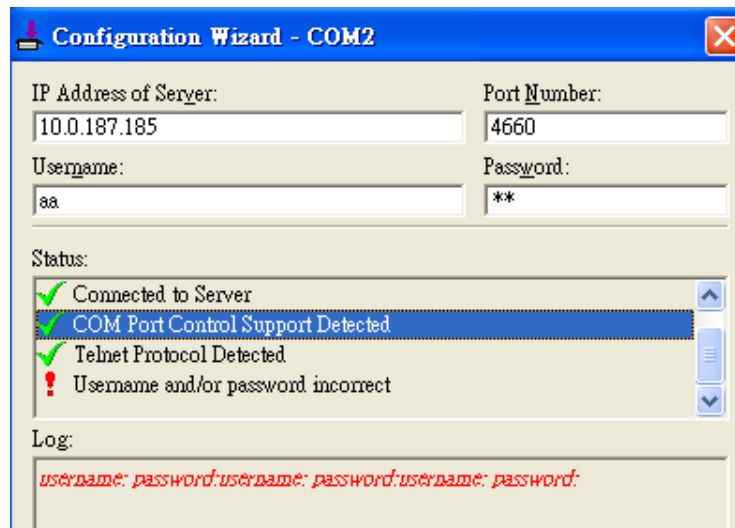 Configuration Wizard - COM2
IP Address of Server: Port Number:
10.0.187.185 4660
Username: Password:
aa **
Status:
Connected to Server
COM Port Control Support Detected
Telnet Protocol Detected
Username and/or password incorrect
Log:
username: password:username: password:username: password: